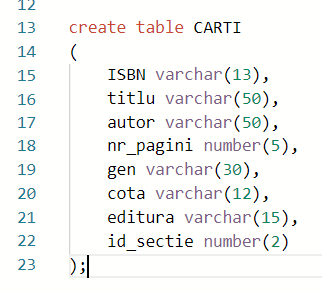 12
13 create table CARTI
14 (
15 ISBN varchar(13),
16 titlu varchar(50),
17 autor varchar(50),
18 nr_pagini number(5),
19 gen varchar(30),
20 cota varchar(12),
21 editura varchar(15),
22 id_sectie number(2)
23 );